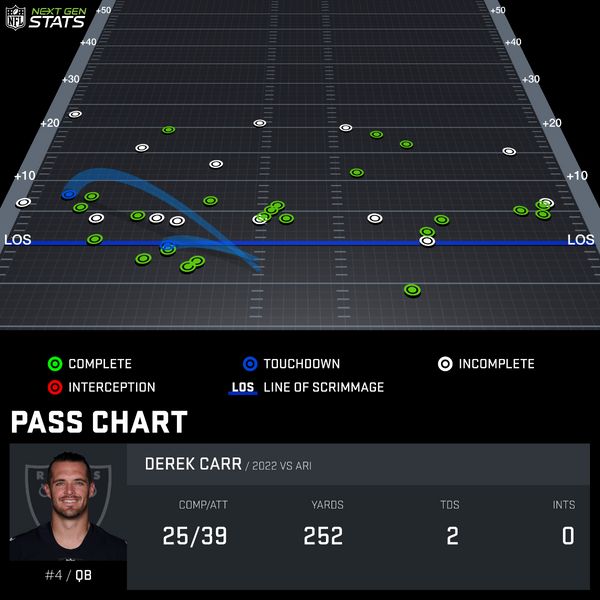 NFL NEXT GEN
STATS
+50 +50
+30 +30
+20 +20
+10 +10
LOS LOS
COMPLETE TOUCHDOWN INCOMPLETE
INTERCEPTION LOS LINE OF SCRIMMAGE
PASS CHART
DEREK CARR / 2022 VS ARI
COMP/ATT YARDS TDS INTS
25/39 252 2 0
#4 / QB